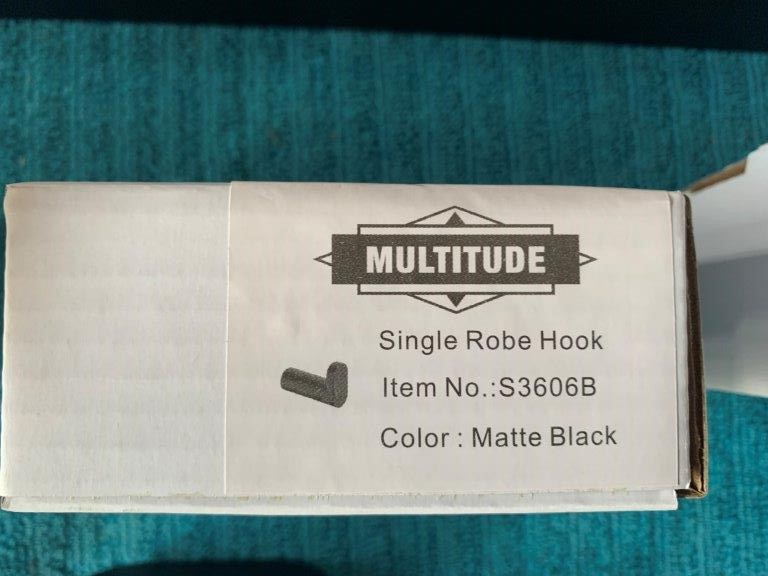 MULTITUDE
Single Robe Hook
Item No.:S3606B
Color : Matte Black